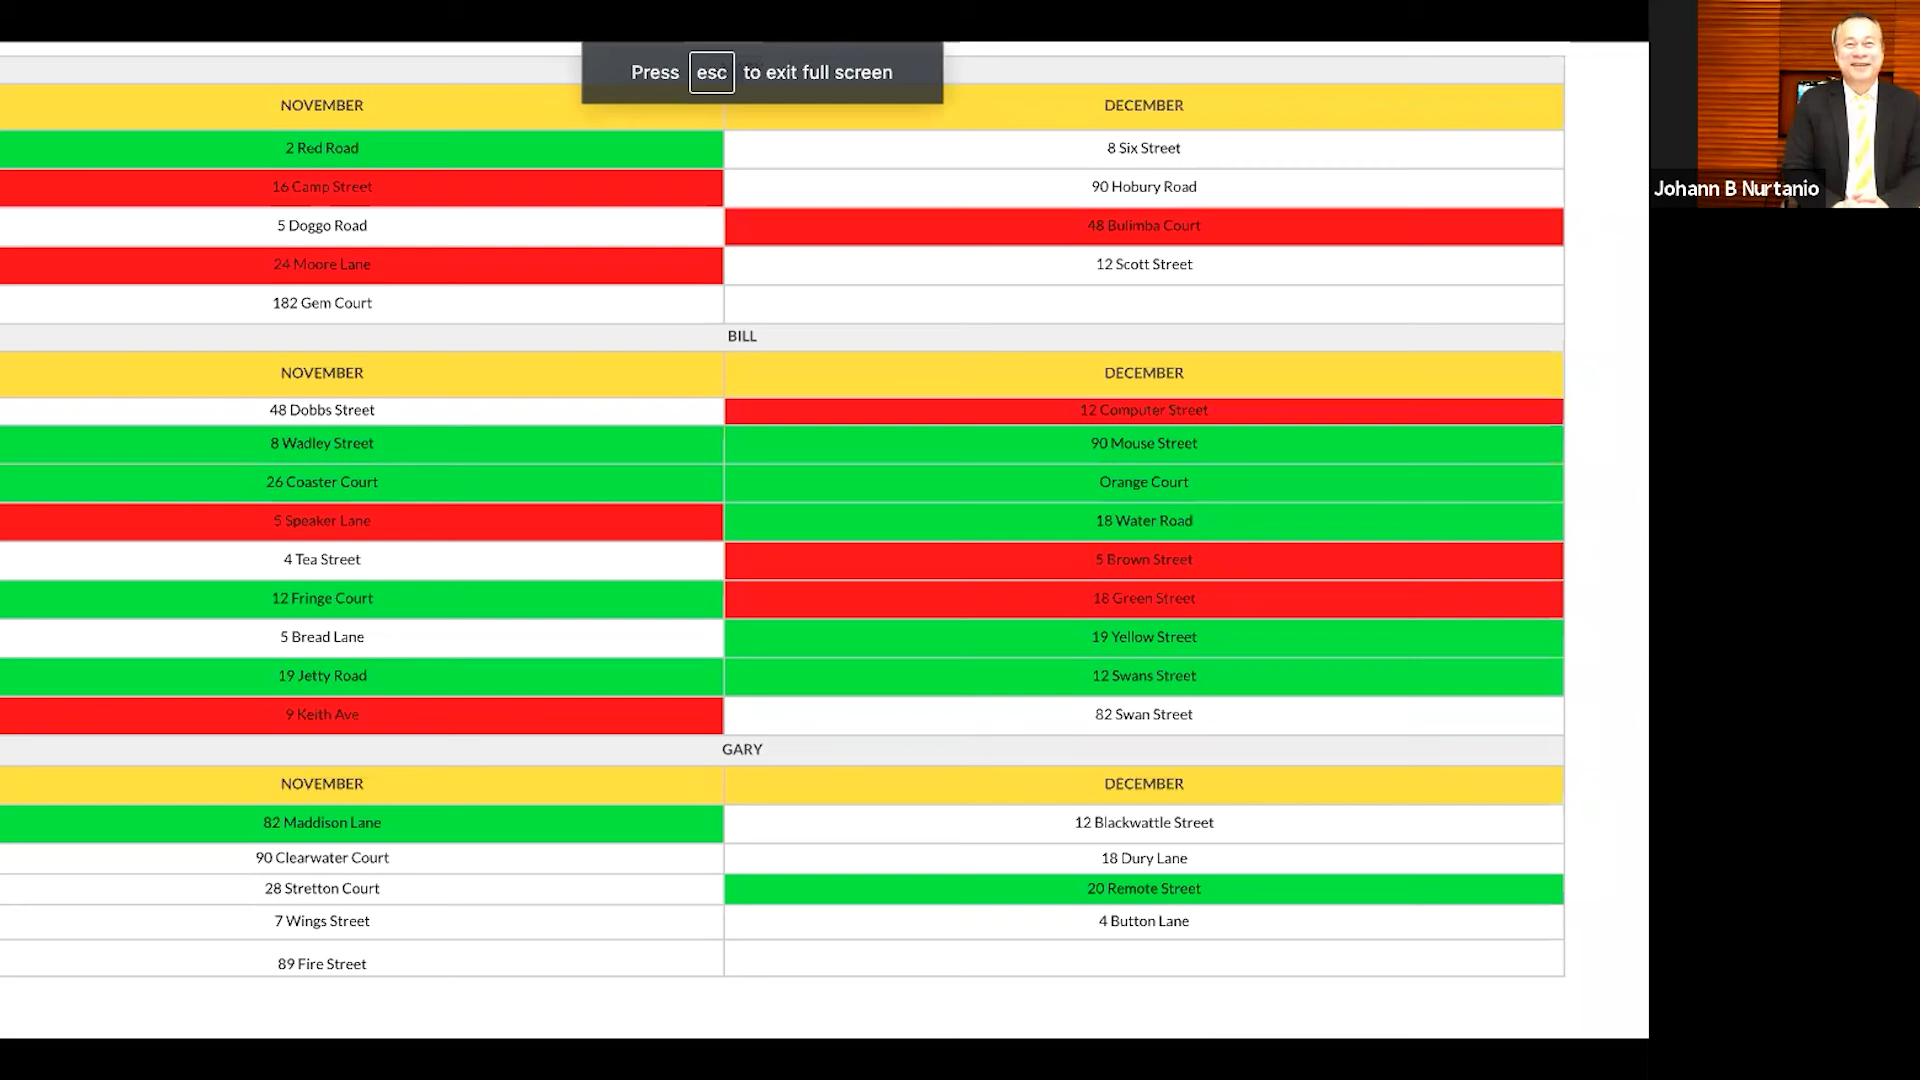 Press esc to exit full screen
NOVEMBER DECEMBER
2 Red Road 8 Six Street
16 Camp Street 90 Hobury Road
5 Doggo Road 48 Bulimba Court
24 Moore Lane 12 Scott Street
182 Gem Court
BILL
NOVEMBER DECEMBER
48 Dobbs Street 12 Computer Street
8 Wadley Street 90 Mouse Street
26 Coaster Court Orange Court
5 Speaker Lane 18 Water Road
4 Tea Street 5 Brown Street
12 Fringe Court 18 Green Street
5 Bread Lane 19 Yellow Street
19 Jetty Road 12 Swans Street
9 Keith Ave 82 Swan Street
GARY
NOVEMBER DECEMBER
82 Maddison Lane 12 Blackwattle Street
90 Clearwater Court 18 Dury Lane
28 Stretton Court 20 Remote Street
7 Wings Street 4 Button Lane
89 Fire Street
Johann B Nurtanio